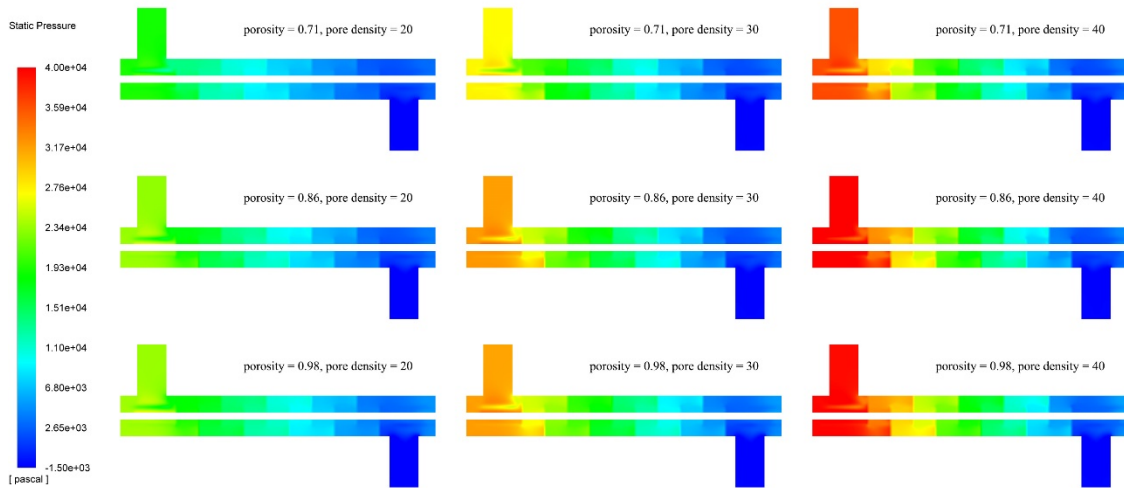 Static Pressure
4.00e+04
3.59e+04
3.17e+04
2.76e+04
2.34e+04
1.93e+04
1.51e+04
1.10e+04
6.80e+03
2.65e+03
-1.50e+03
[ pascal ]
porosity = 0.71, pore density = 20
porosity = 0.71, pore density = 30
porosity = 0.71, pore density = 40
porosity = 0.86, pore density = 20
porosity = 0.86, pore density = 30
porosity = 0.86, pore density = 40
porosity = 0.98, pore density = 20
porosity = 0.98, pore density = 30
porosity = 0.98, pore density = 40